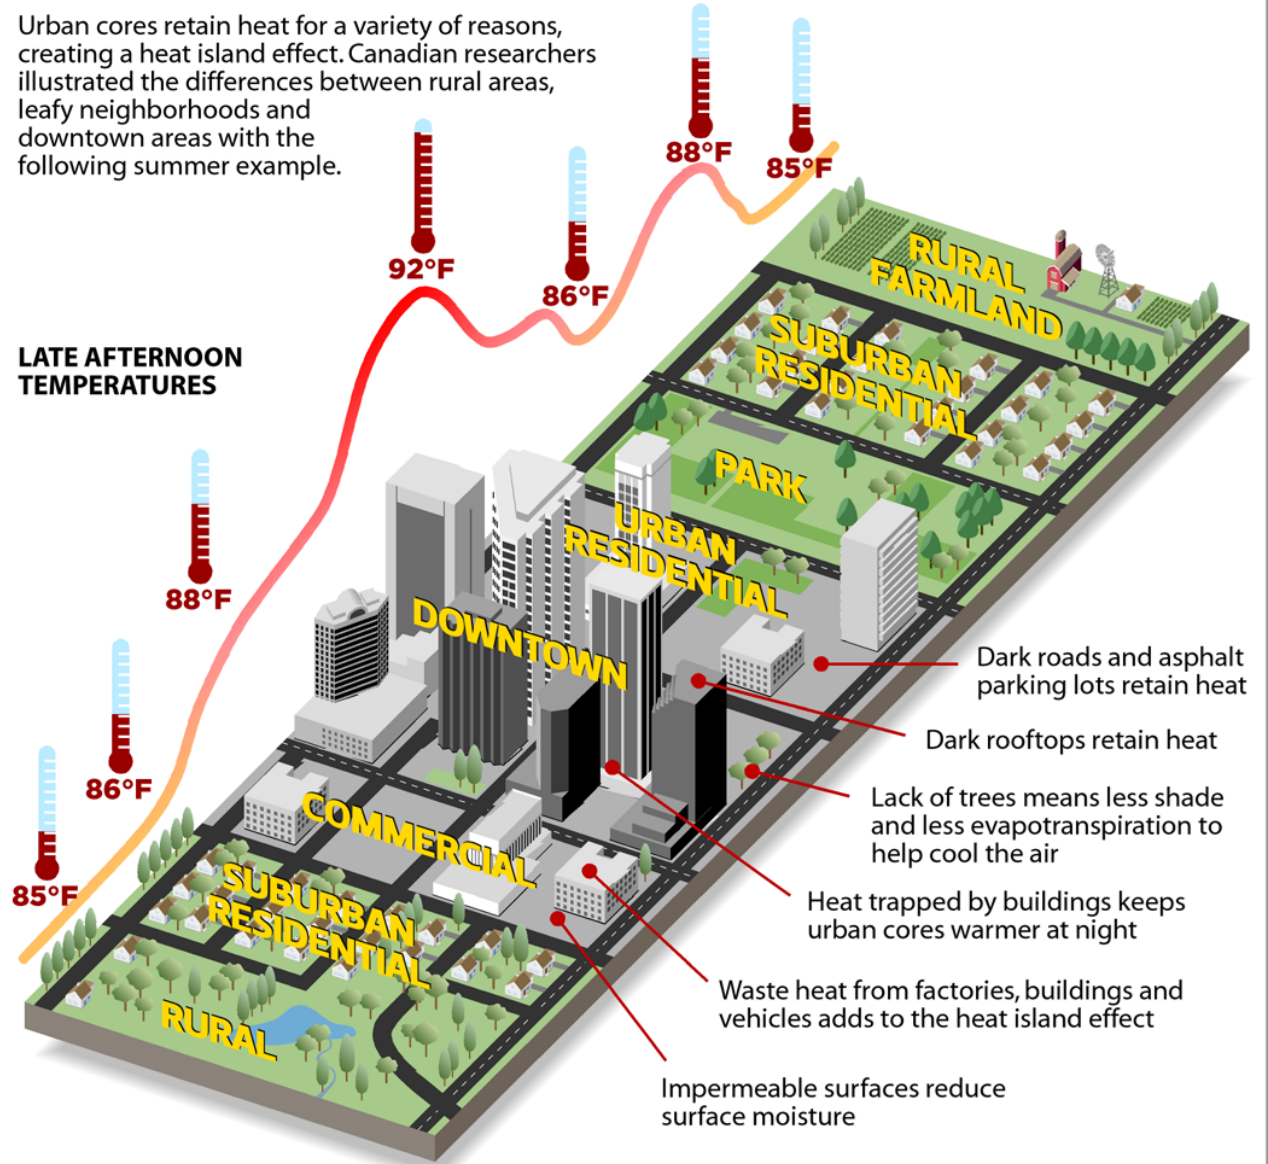 Urban cores retain heat for a variety of reasons,
creating a heat island effect. Canadian researchers
illustrated the differences between rural areas,
leafy neighborhoods and
downtown areas with the
following summer example.
88°F
85°F
92°F
86°F
LATE AFTERNOON
TEMPERATURES
88°F
86°F
85°F
RURAL
FARMLAND
SUBURBAN
RESIDENTIAL
PARK
URBAN
RESIDENTIAL
DOWNTOWN
COMMERCIAL
SUBURBAN
RESIDENTIAL
RURAL
Dark roads and asphalt
parking lots retain heat
Dark rooftops retain heat
Lack of trees means less shade
and less evapotranspiration to
help cool the air
Heat trapped by buildings keeps
urban cores warmer at night
Waste heat from factories, buildings and
vehicles adds to the heat island effect
Impermeable surfaces reduce
surface moisture